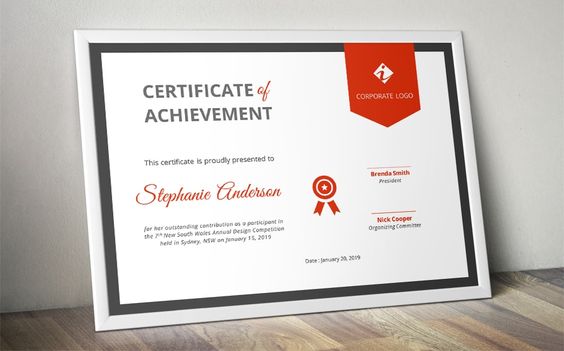 CERTIFICATE of
ACHIEVEMENT
CORPORATE LOGO
This certificate is proudly presented to
Stephanie Anderson
for her outstanding contribution as a participant in
the 7th New South Wales Annual Design Competition
held in Sydney, NSW on January 15, 2019
Brenda Smith
President
Nick Cooper
Organizing Committee
Date : January 20, 2019